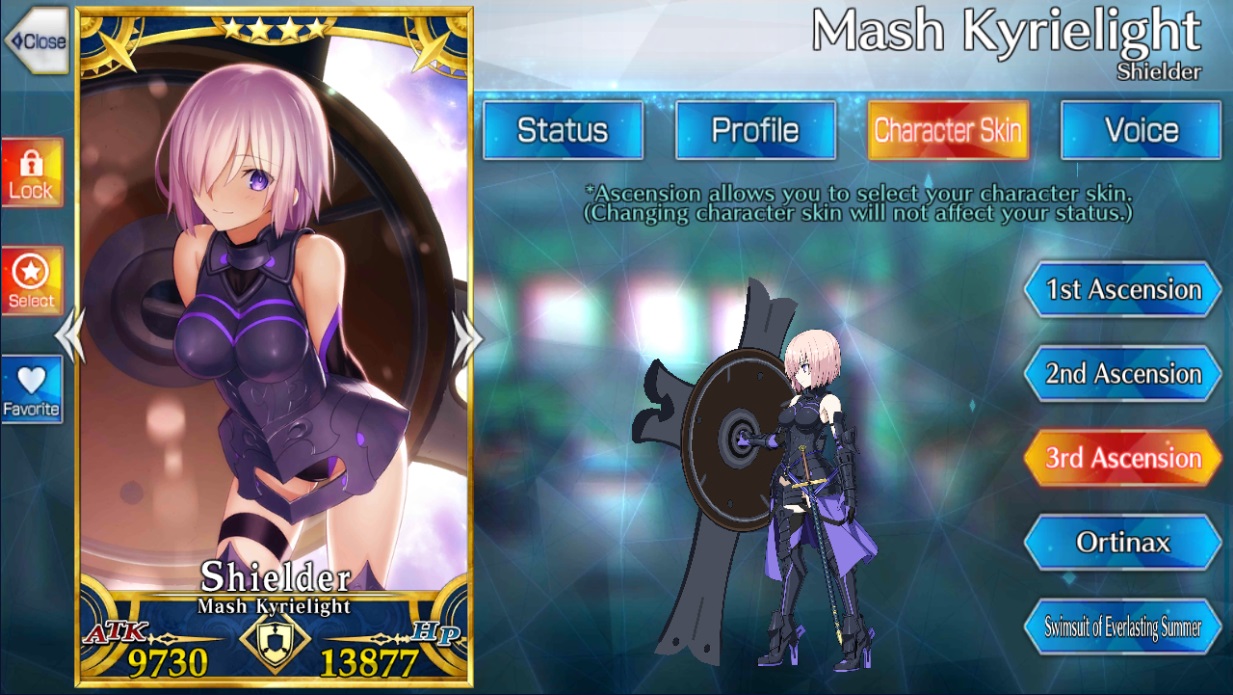 Close
Mash Kyrielight
Shielder
Status
Profile
Character Skin
Voice
Lock
Select
Favorite
*Ascension allows you to select your character skin.
(Changing character skin will not affect your status.)
1st Ascension
2nd Ascension
3rd Ascension
Ortinax
Swimsuit of Everlasting Summer
Shielder
Mash Kyrielight
ATK
HP
9730
13877